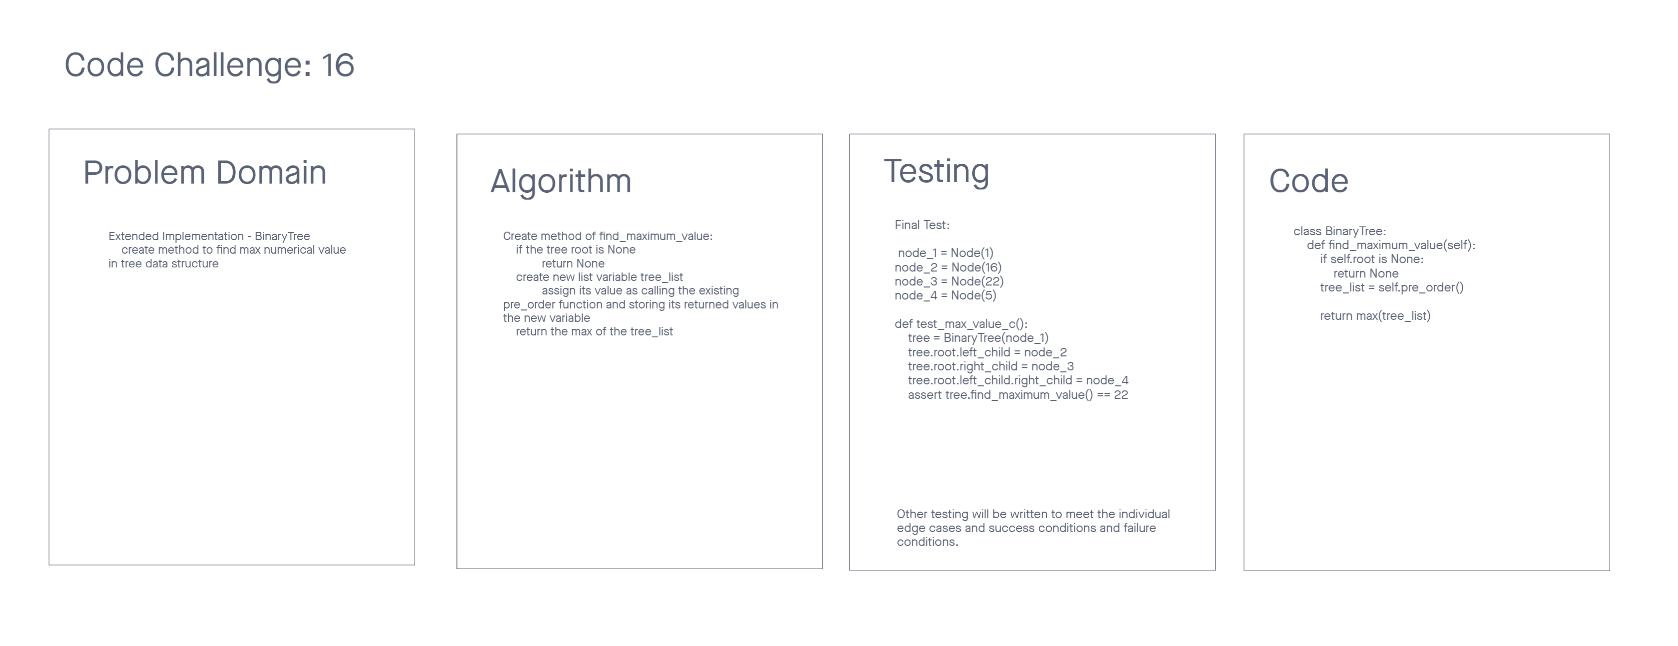 Code Challenge: 16
Problem Domain
Extended Implementation - BinaryTree
create method to find max numerical value
in tree data structure
Algorithm
Create method of find_maximum_value:
if the tree root is None
return None
create new list variable tree_list
assign its value as calling the existing
pre_order function and storing its returned values in
the new variable
return the max of the tree_list
Testing
Final Test:
node_1 = Node(1)
node_2 = Node(16)
node_3 = Node(22)
node_4 = Node(5)
def test_max_value_c():
tree = BinaryTree(node_1)
tree.root.left_child = node_2
tree.root.right_child = node_3
tree.root.left_child.right_child = node_4
assert tree.find_maximum_value() == 22
Other testing will be written to meet the individual
edge cases and success conditions and failure
conditions.
Code
class BinaryTree:
def find_maximum_value(self):
if self.root is None:
return None
tree_list = self.pre_order()
return max(tree_list)